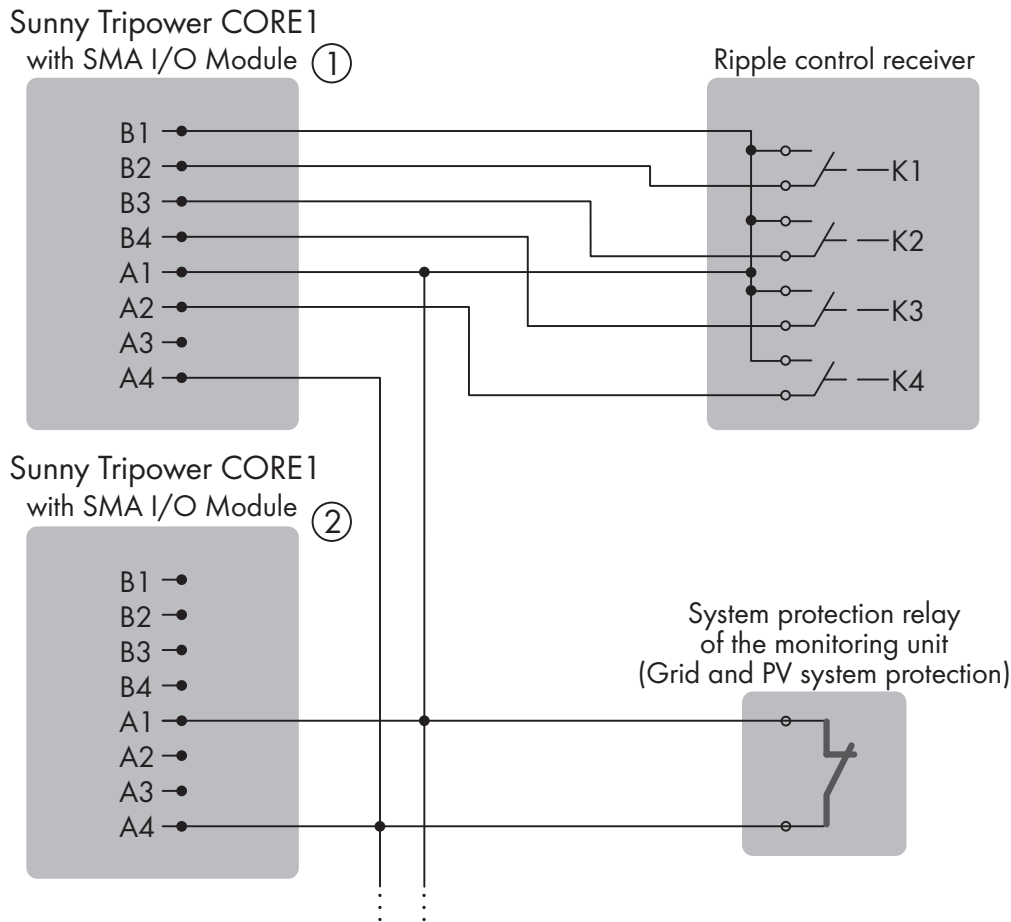 Sunny Tripower CORE1
with SMA I/O Module ①
Ripple control receiver
B1
B2
B3
B4
A1
A2
A3
A4
K1
K2
K3
K4
Sunny Tripower CORE1
with SMA I/O Module ②
B1
B2
B3
B4
A1
A2
A3
A4
System protection relay
of the monitoring unit
(Grid and PV system protection)